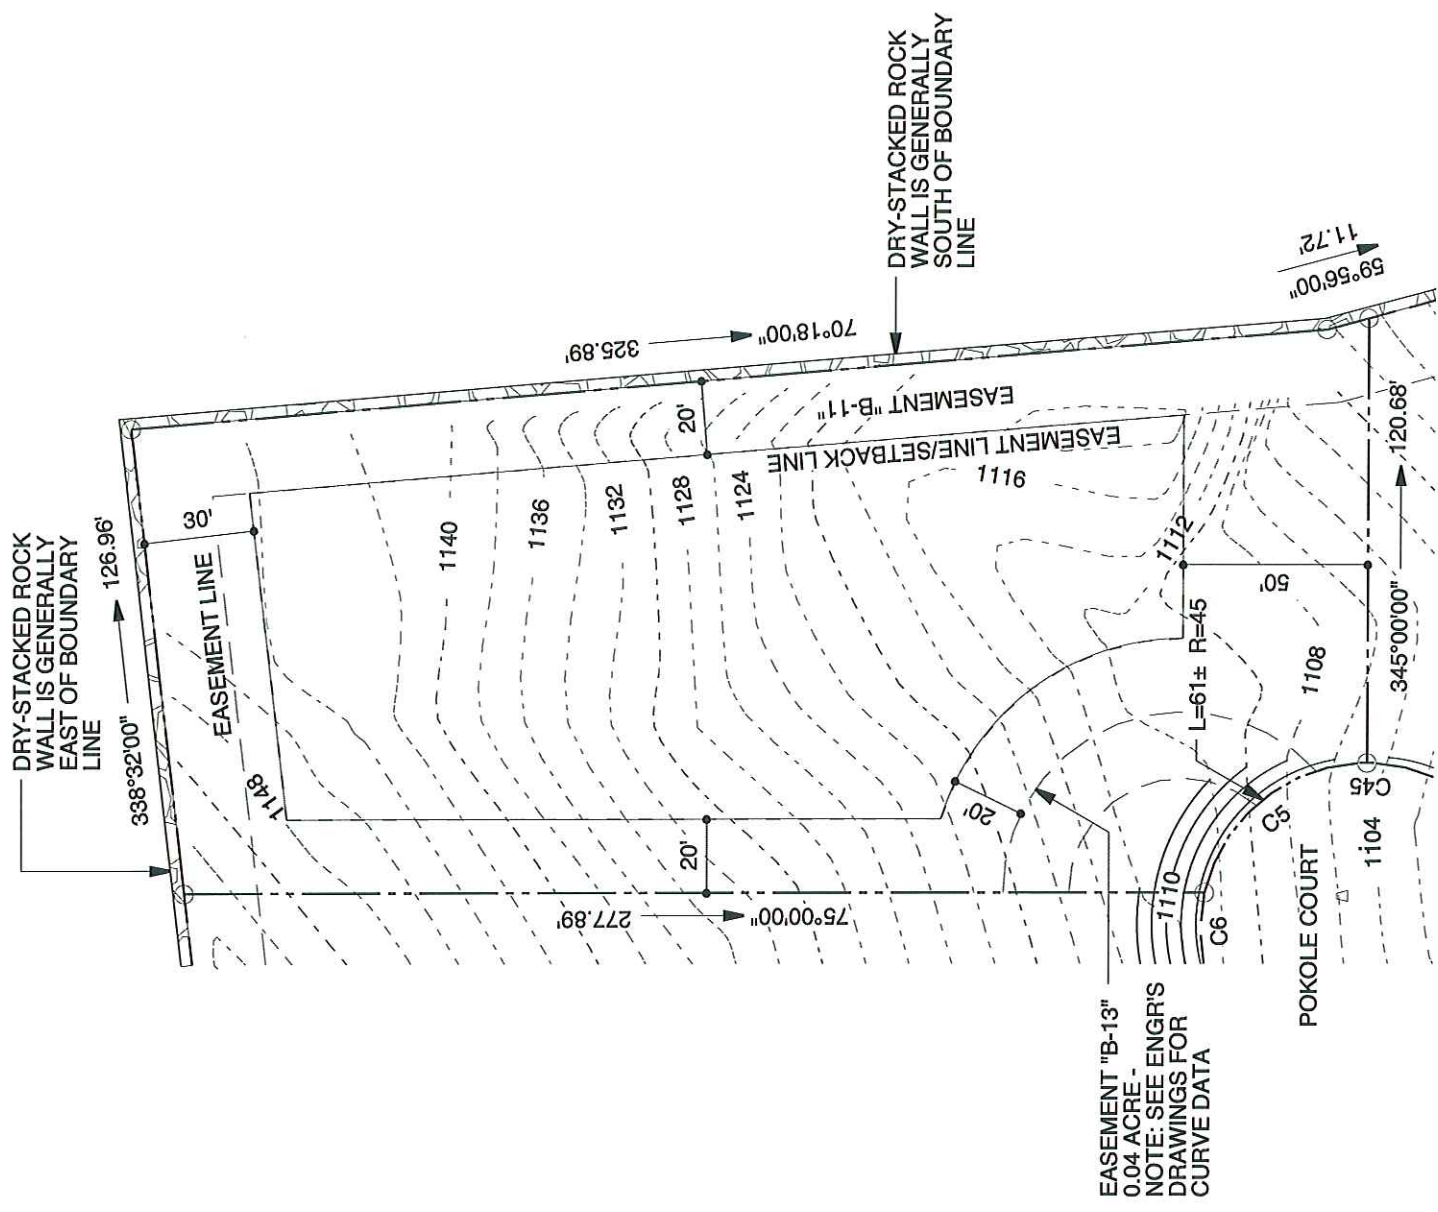 DRY-STACKED ROCK
WALL IS GENERALLY
EAST OF BOUNDARY
LINE
338°32'00"
126.96'
30'
EASEMENT LINE
1148
DRY-STACKED ROCK
WALL IS GENERALLY
SOUTH OF BOUNDARY
LINE
325.89'
70°18'00"
20'
EASEMENT "B-11"
EASEMENT LINE/SETBACK LINE
1140
1136
1132
1128
1124
1116
1112
59°56'00"
11.72'
20'
277.89'
75°00'00"
20'
50'
L=61± R=45
1108
345°00'00"
120.68'
C45
C5
C6
1110
1104
POKOLE COURT
EASEMENT "B-13"
0.04 ACRE -
NOTE: SEE ENGR'S
DRAWINGS FOR
CURVE DATA